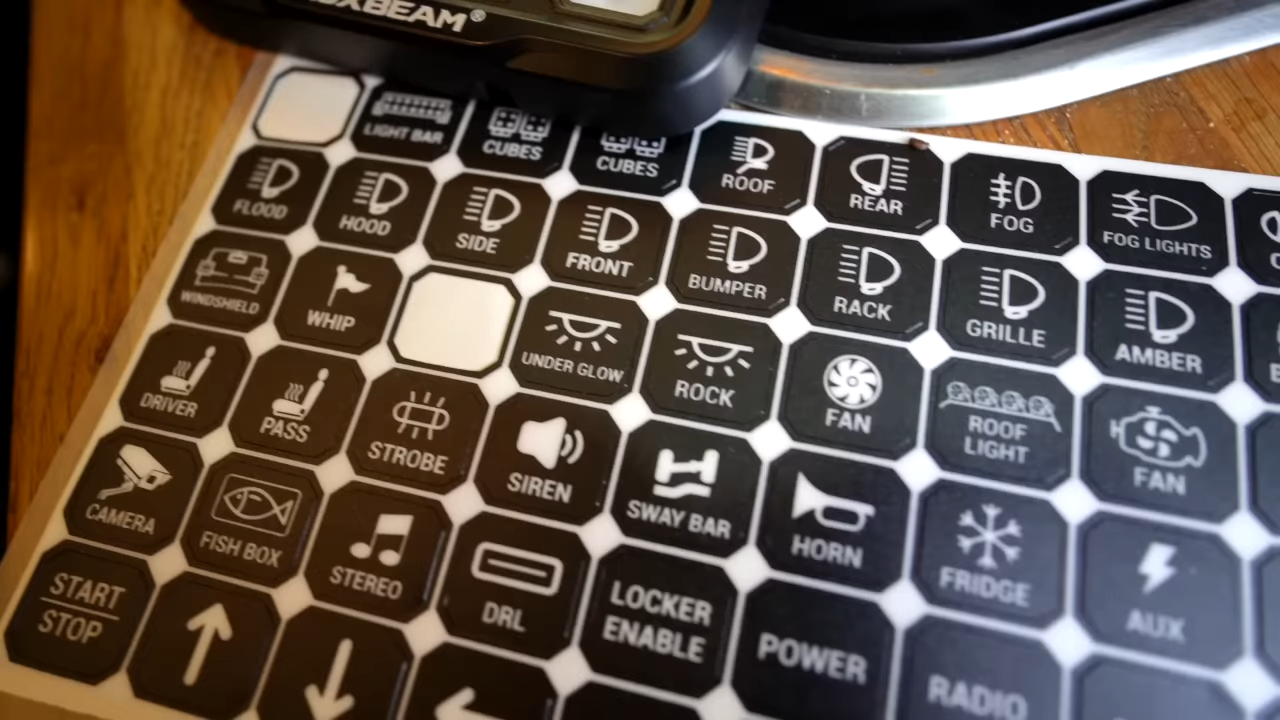 LIGHT BAR
CUBES
CUBES
ROOF
REAR
FOG
FOG LIGHTS
FLOOD
HOOD
SIDE
FRONT
BUMPER
RACK
GRILLE
AMBER
WINDSHIELD
WHIP
UNDER GLOW
ROCK
FAN
ROOF
LIGHT
FAN
DRIVER
PASS
STROBE
SIREN
SWAY BAR
HORN
FRIDGE
AUX
CAMERA
FISH BOX
STEREO
DRL
LOCKER
ENABLE
POWER
RADIO
START
STOP